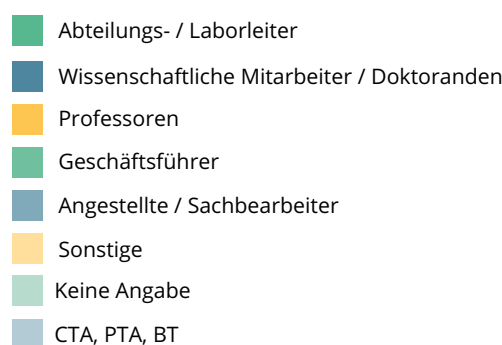 Abteilungs- / Laborleiter
Wissenschaftliche Mitarbeiter / Doktoranden
Professoren
Geschäftsführer
Angestellte / Sachbearbeiter
Sonstige
Keine Angabe
CTA, PTA, BT